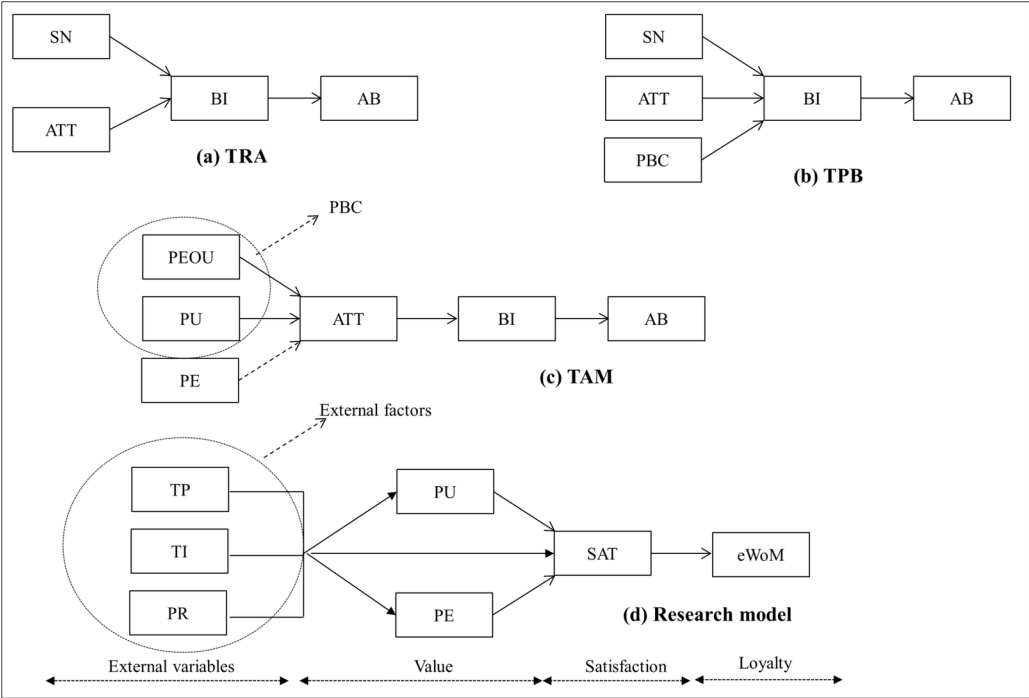 SN
ATT
BI
AB
(a) TRA
SN
ATT
PBC
BI
AB
(b) TPB
PBC
PEOU
PU
PE
ATT
BI
AB
(c) TAM
External factors
TP
TI
PR
PU
PE
SAT
eWoM
(d) Research model
External variables
Value
Satisfaction
Loyalty